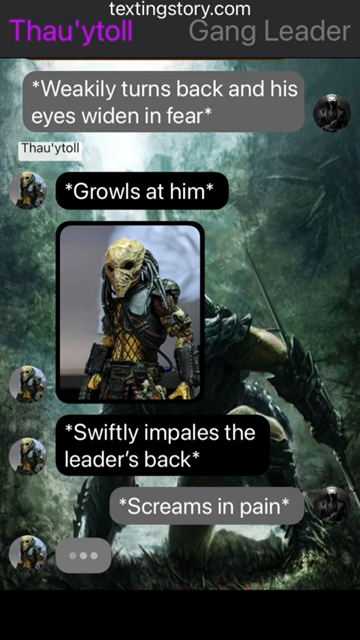 textingstory.com
Thau'ytoll Gang Leader
*Weakily turns back and his
eyes widen in fear*
Thau'ytoll
*Growls at him*
*Swiftly impales the
leader’s back*
*Screams in pain*